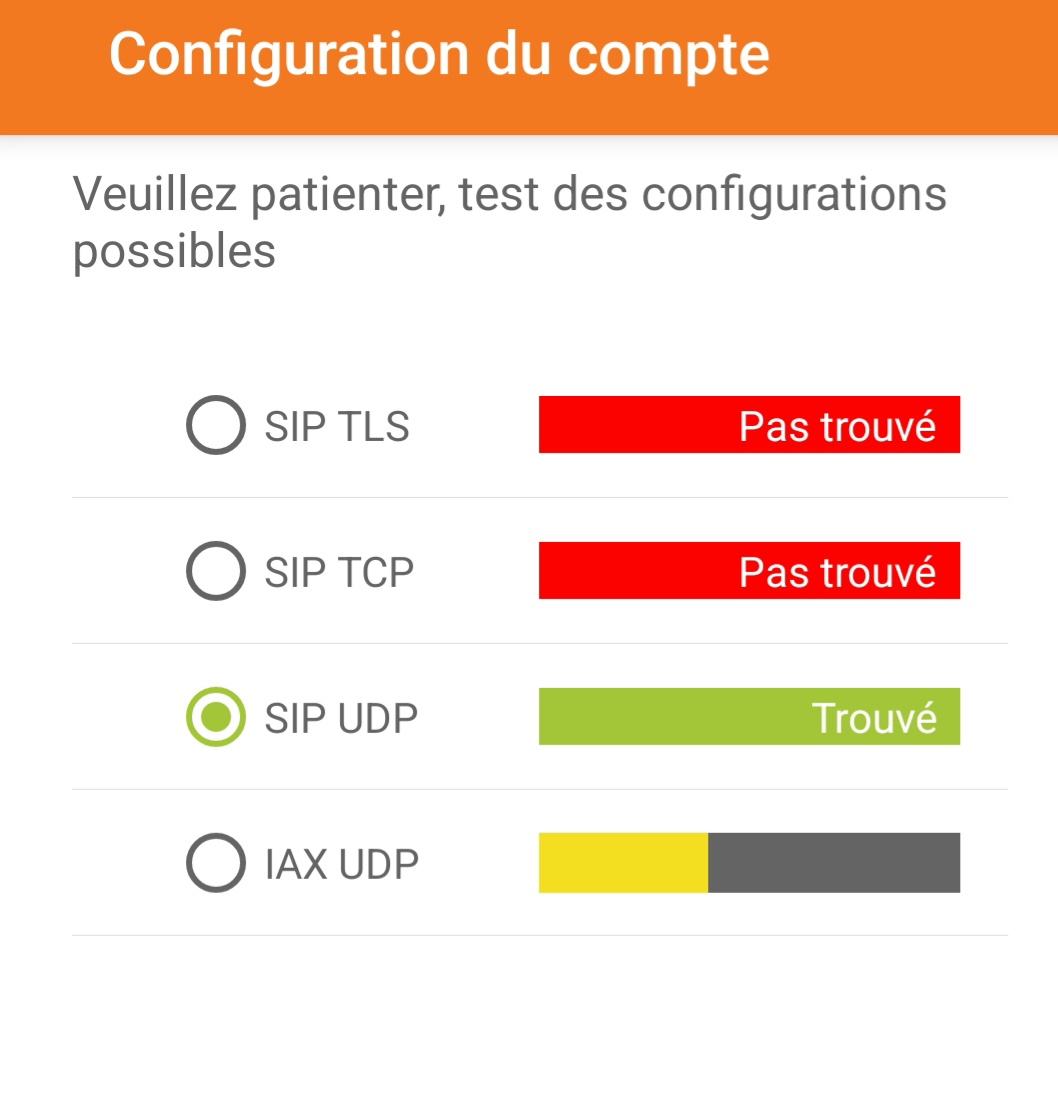 Configuration du compte
Veuillez patienter, test des configurations
possibles
SIP TLS Pas trouvé
SIP TCP Pas trouvé
SIP UDP Trouvé
IAX UDP